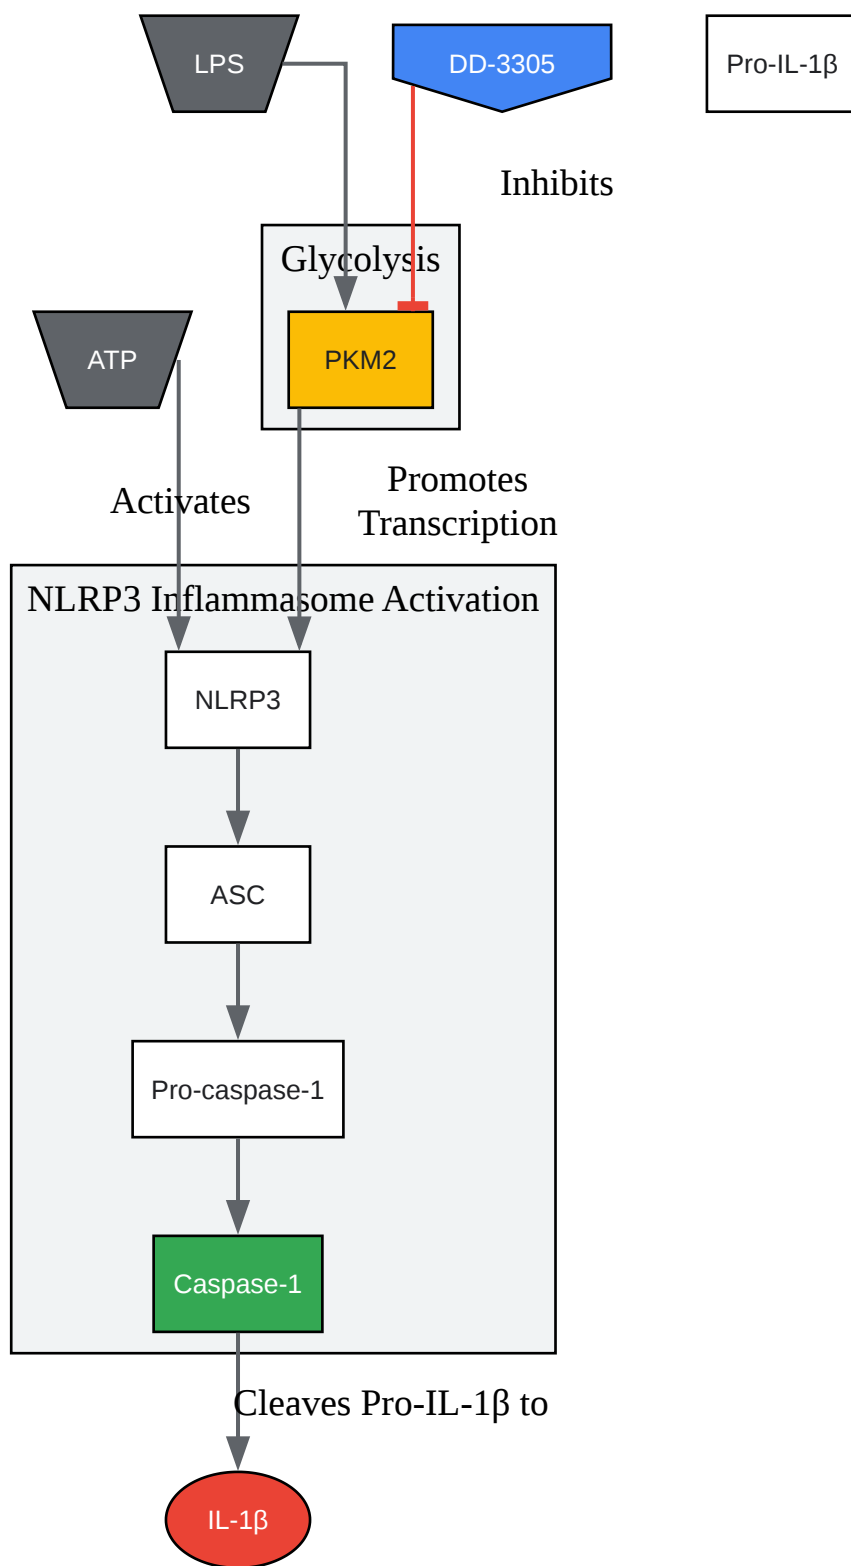 LPS
DD-3305
Pro-IL-1β
Inhibits
Glycolysis
ATP
PKM2
Activates
Promotes
Transcription
NLRP3 Inflammasome Activation
NLRP3
ASC
Pro-caspase-1
Caspase-1
Cleaves Pro-IL-1β to
IL-1β